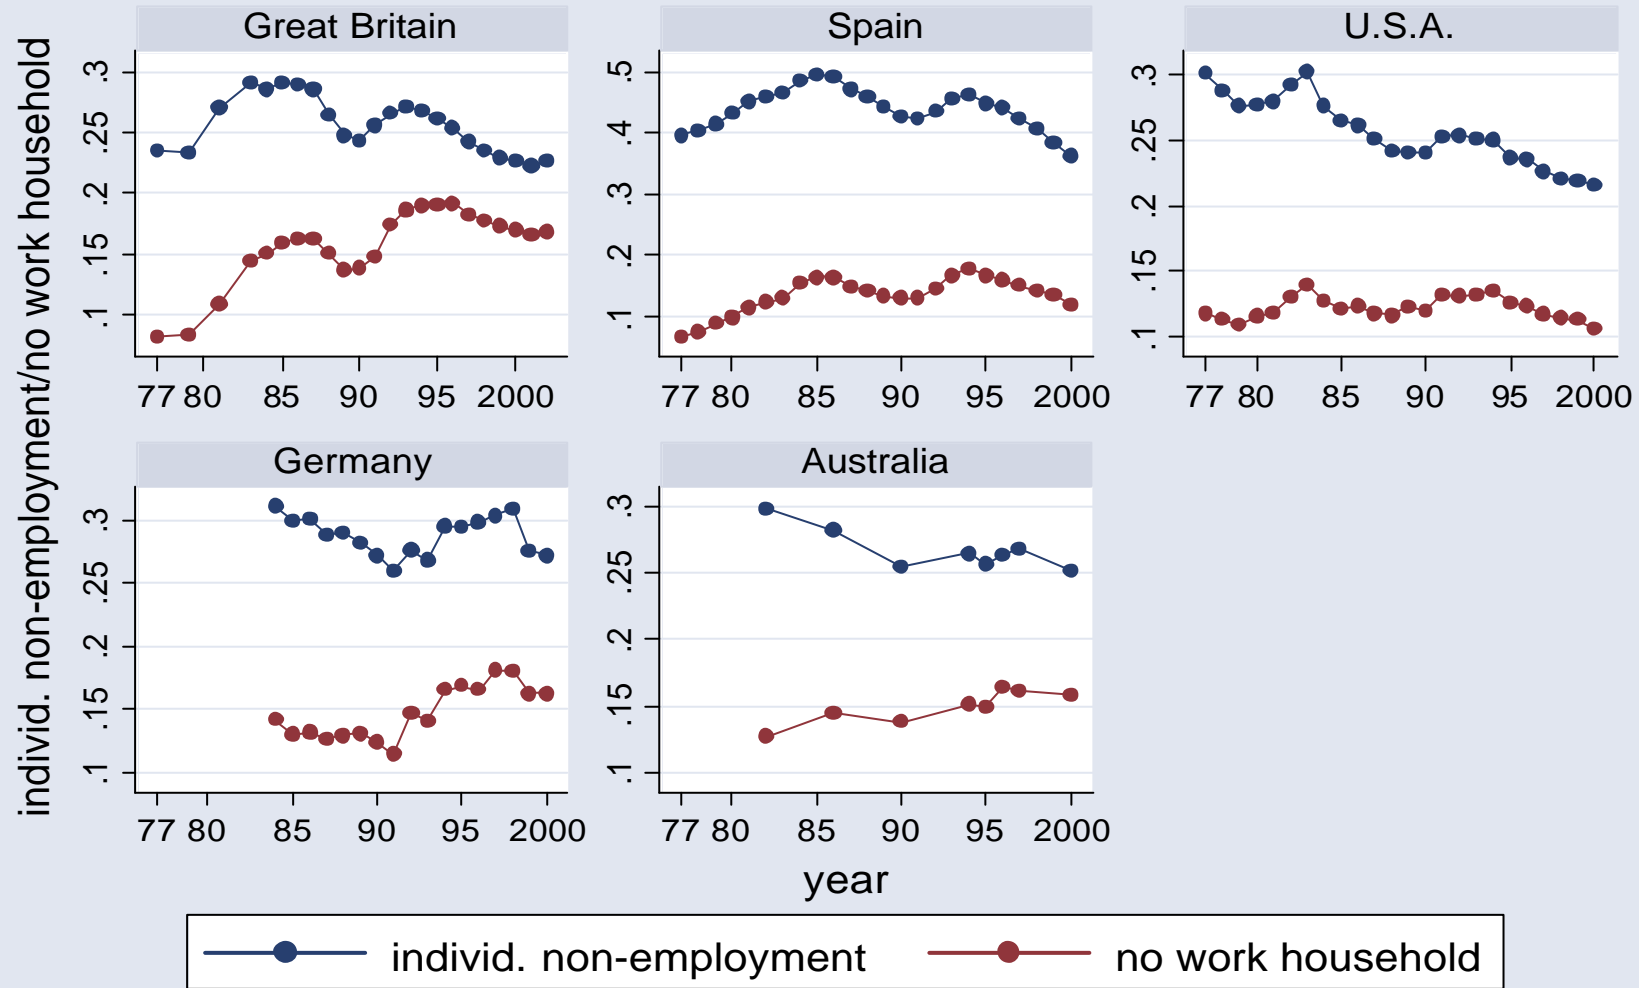 individ. non-employment/no work household
Great Britain
.3
.25
.2
.15
.1
77 80 85 90 95 2000
Spain
.5
.4
.3
.2
.1
77 80 85 90 95 2000
U.S.A.
.3
.25
.2
.15
.1
77 80 85 90 95 2000
Germany
.3
.25
.2
.15
.1
77 80 85 90 95 2000
Australia
.3
.25
.2
.15
.1
77 80 85 90 95 2000
year
individ. non-employment no work household